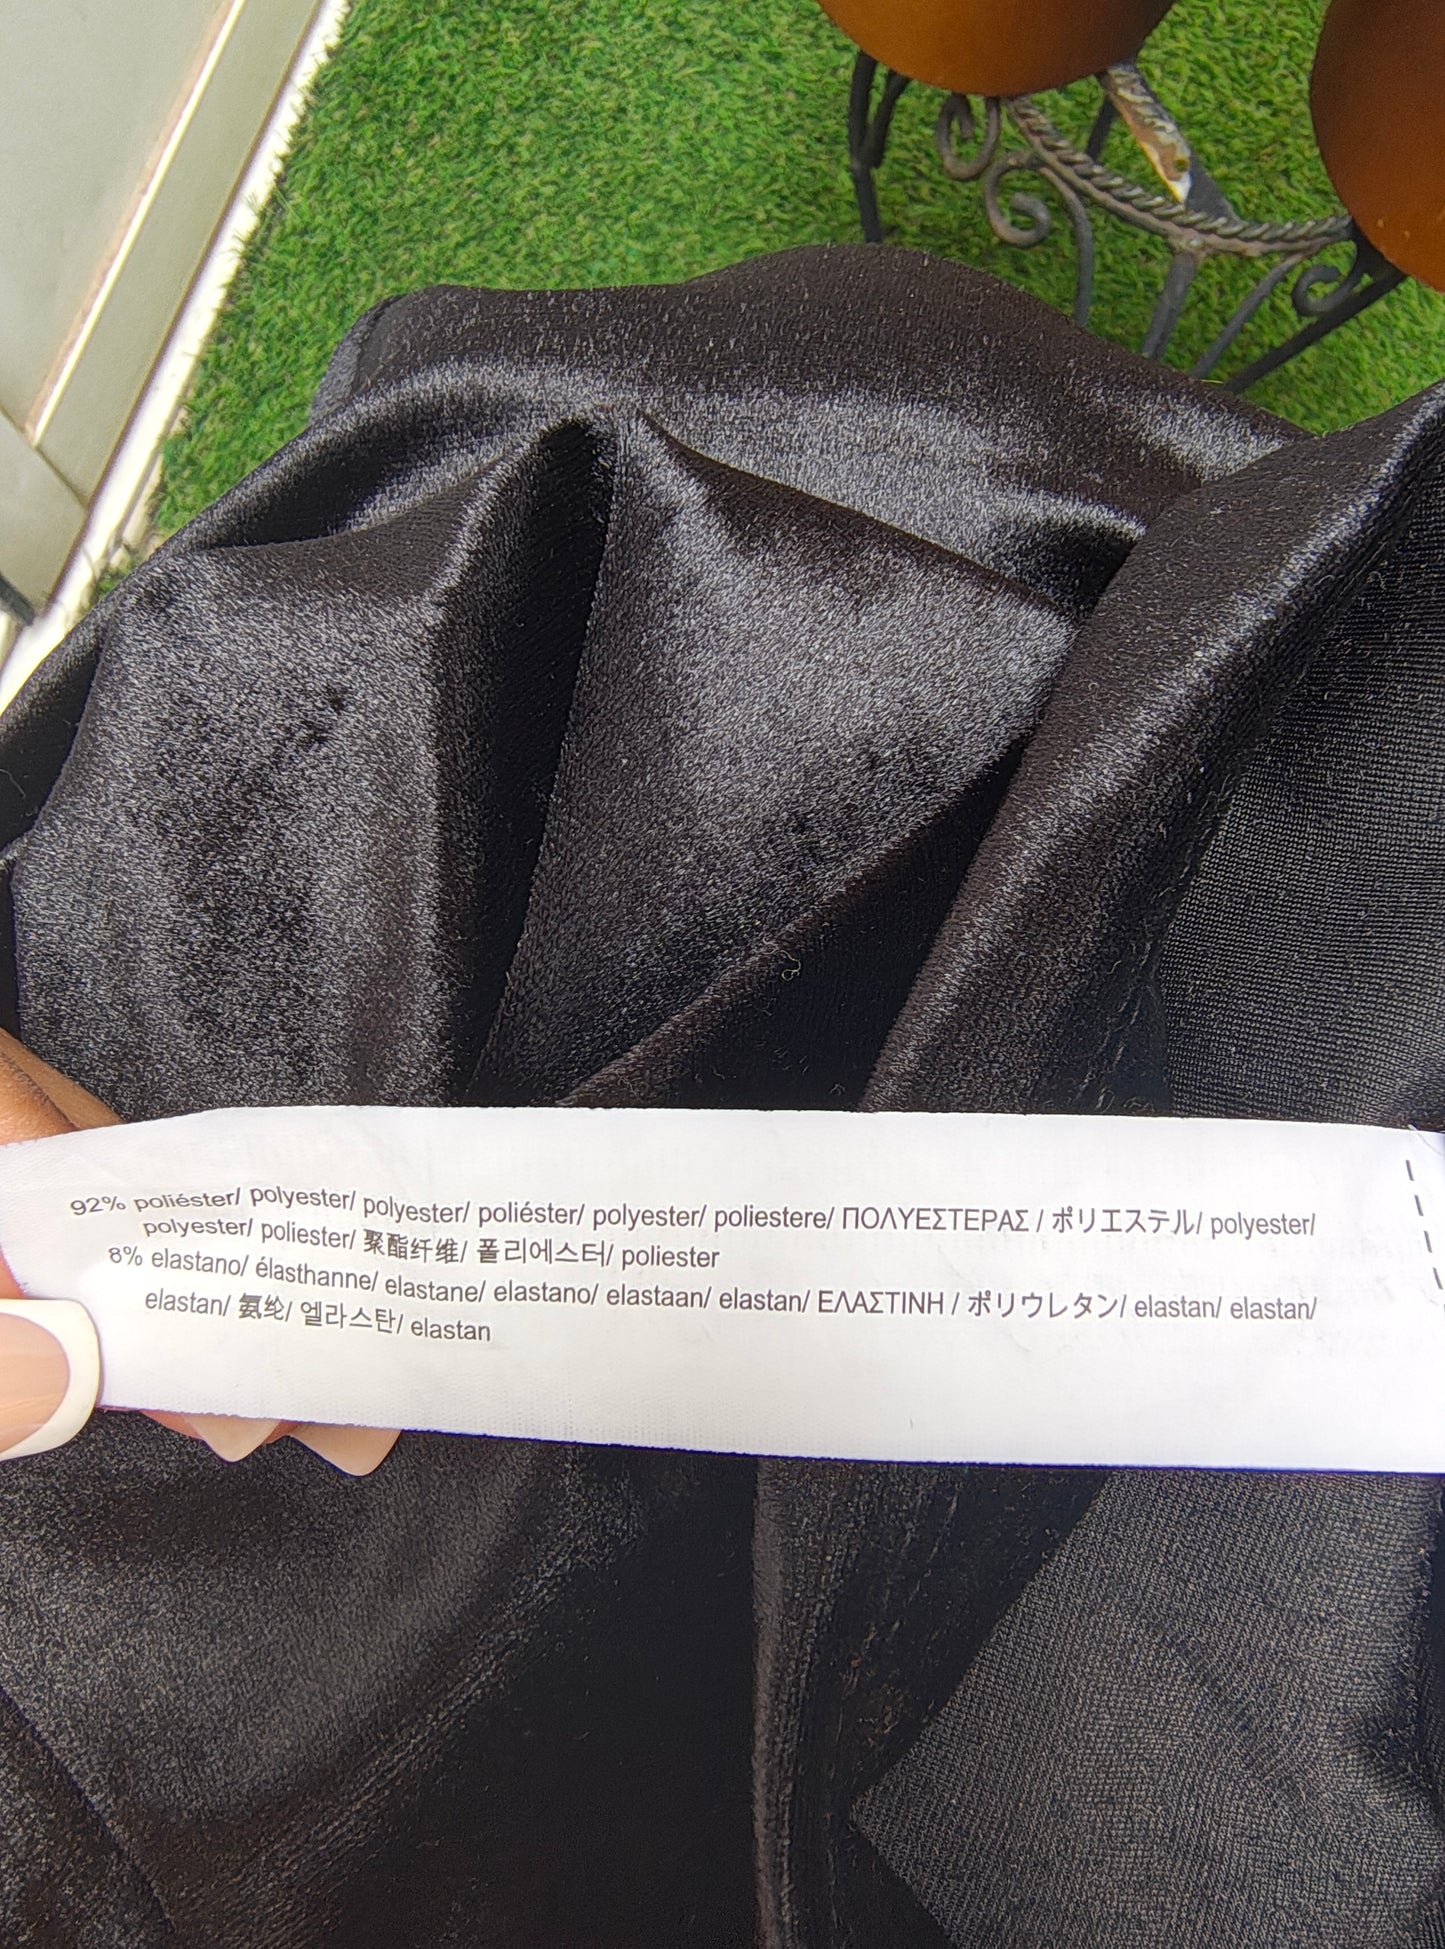 92% poliéster/ polyester/ polyester/ poliéster/ polyester/ poliestere/ ΠΟΛΥΕΣΤΕΡΑΣ / ポリエステル/ polyester/
polyester/ poliester/ 聚酯纤维/ 폴리에스터/ poliester
8% elastano/ élasthanne/ elastane/ elastano/ elastaan/ elastan/ ΕΛΑΣΤΙΝΗ / ポリウレタン/ elastan/ elastan/
elastan/ 氨纶/ 엘라스탄/ elastan